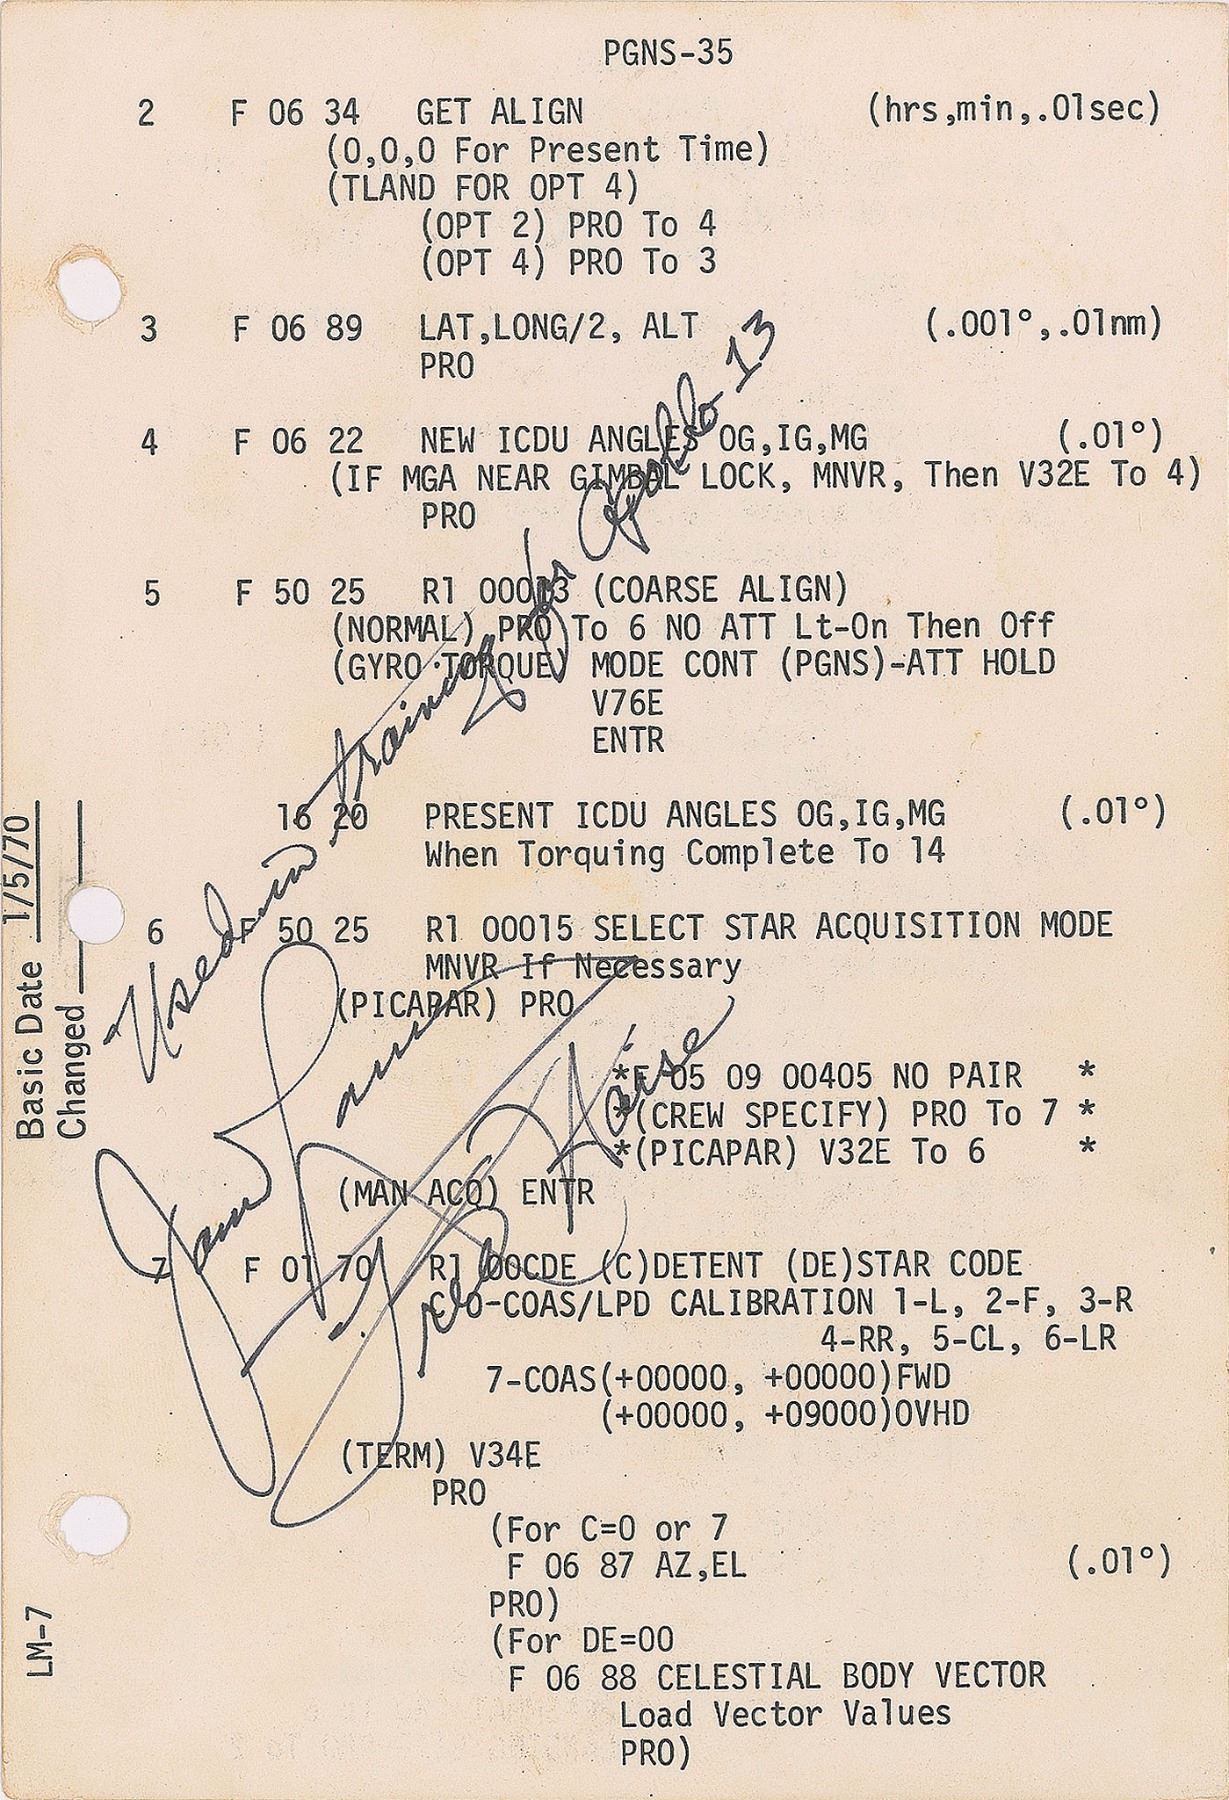 PGNS-35
2 F 06 34 GET ALIGN (hrs,min,.01sec)
(0,0,0 For Present Time)
(TLAND FOR OPT 4)
(OPT 2) PRO To 4
(OPT 4) PRO To 3
3 F 06 89 LAT,LONG/2, ALT (.001°,.01nm)
PRO
4 F 06 22 NEW ICDU ANGLES OG,IG,MG (.01°)
(IF MGA NEAR GIMBAL LOCK, MNVR, Then V32E To 4)
PRO
5 F 50 25 R1 00013 (COARSE ALIGN)
(NORMAL) PRO To 6 NO ATT Lt-On Then Off
(GYRO TORQUE) MODE CONT (PGNS)-ATT HOLD
V76E
ENTR
16 20 PRESENT ICDU ANGLES OG,IG,MG (.01°)
When Torquing Complete To 14
6 F 50 25 R1 00015 SELECT STAR ACQUISITION MODE
MNVR If Necessary
(PICAPAR) PRO
*F 05 09 00405 NO PAIR *
*(CREW SPECIFY) PRO To 7 *
*(PICAPAR) V32E To 6 *
(MAN ACQ) ENTR
7 F 01 70 R1 00CDE (C)DETENT (DE)STAR CODE
C 0-COAS/LPD CALIBRATION 1-L, 2-F, 3-R
4-RR, 5-CL, 6-LR
7-COAS(+00000, +00000)FWD
(+00000, +09000)OVHD
(TERM) V34E
PRO
(For C=0 or 7
F 06 87 AZ,EL (.01°)
PRO)
(For DE=00
F 06 88 CELESTIAL BODY VECTOR
Load Vector Values
PRO)
Basic Date 1/5/70
Changed
LM-7
Used in training for Apollo 13
James Lovell
Fred Haise